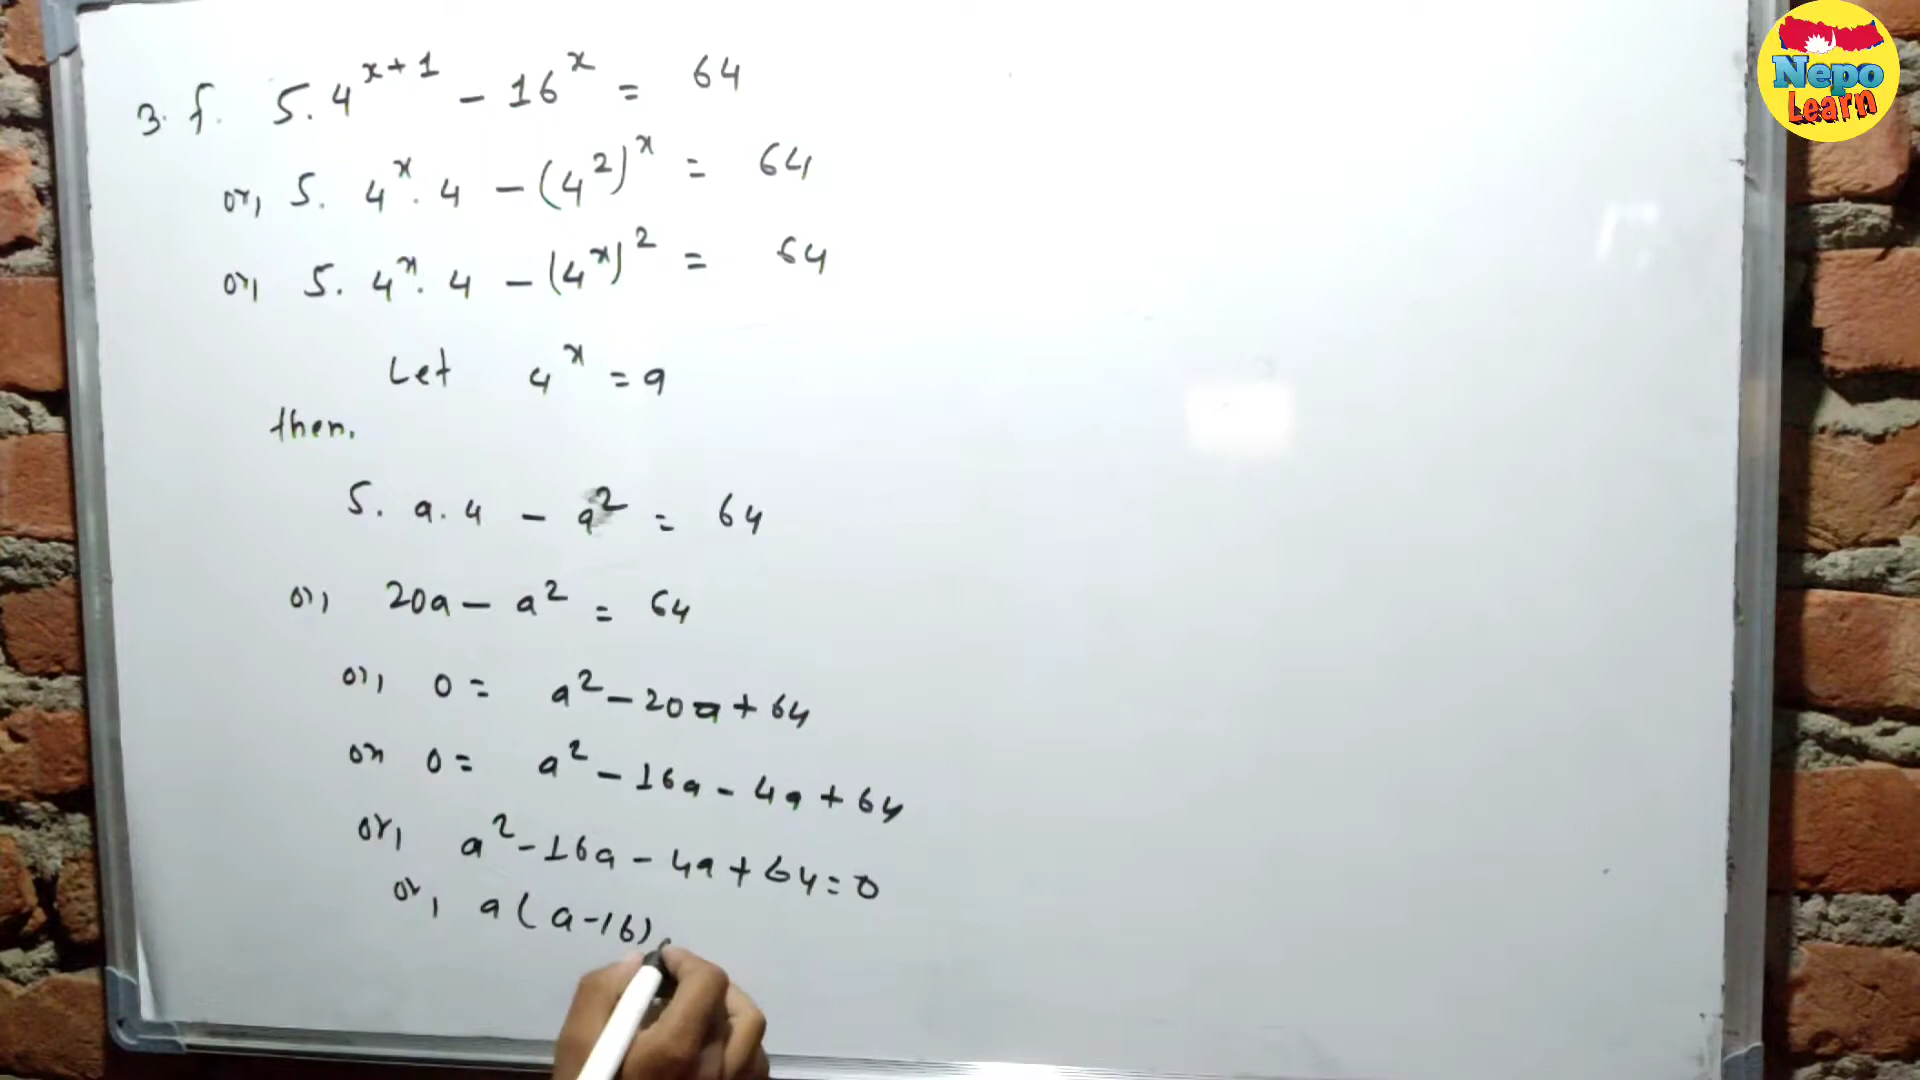 3. f. 5. 4^{x+1} - 16^x = 64
or, 5. 4^x. 4 - (4^2)^x = 64
or, 5. 4^x. 4 - (4^x)^2 = 64
Let 4^x = a
then.
5. a. 4 - a^2 = 64
or, 20a - a^2 = 64
or, 0 = a^2 - 20a + 64
or 0 = a^2 - 16a - 4a + 64
or, a^2 - 16a - 4a + 64 = 0
or, a(a-16)
Nepo
Learn